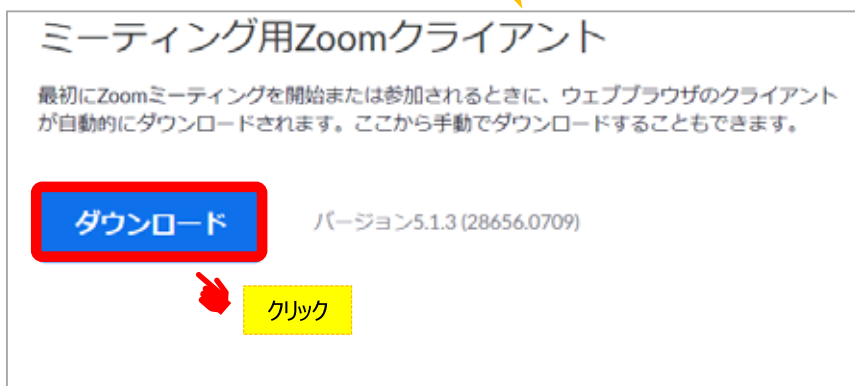 ミーティング用Zoomクライアント
最初にZoomミーティングを開始または参加されるときに、ウェブブラウザのクライアント
が自動的にダウンロードされます。ここから手動でダウンロードすることもできます。
ダウンロード
バージョン5.1.3 (28656.0709)
クリック